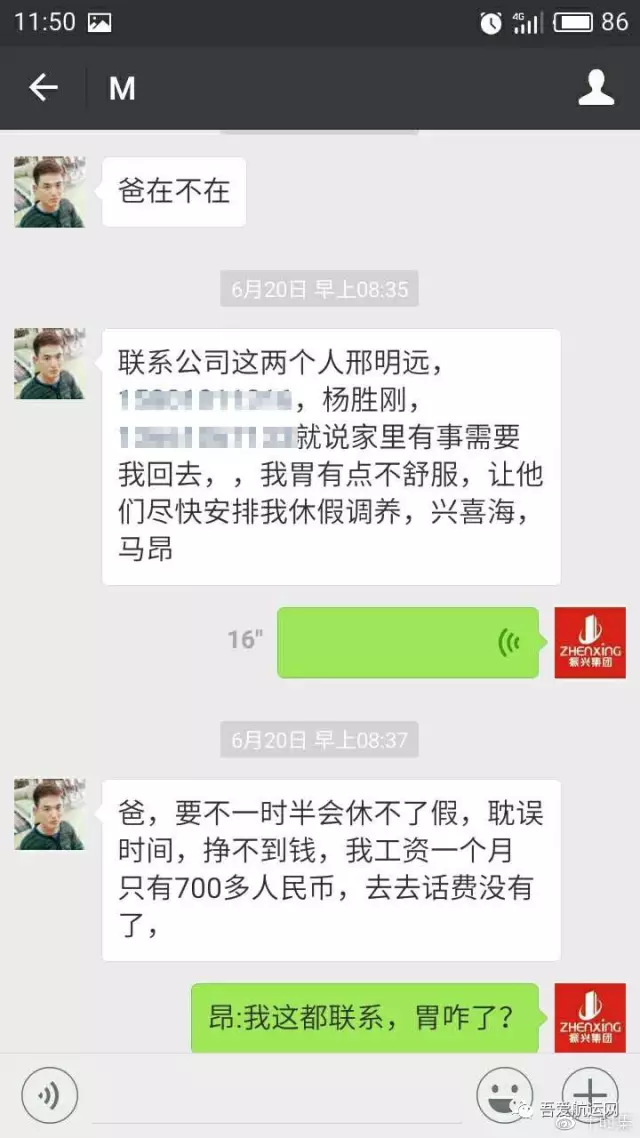 11:50
4G
86
M
爸在不在
6月20日 早上08:35
联系公司这两个人邢明远，
，杨胜刚，
就说家里有事需要
我回去，，我胃有点不舒服，让他
们尽快安排我休假调养，兴喜海，
马昂
16"
ZHENXING
振兴集团
6月20日 早上08:37
爸，要不一时半会休不了假，耽误
时间，挣不到钱，我工资一个月
只有700多人民币，去去话费没有
了，
昂:我这都联系，胃咋了？
ZHENXING
振兴集团
吾爱航运网